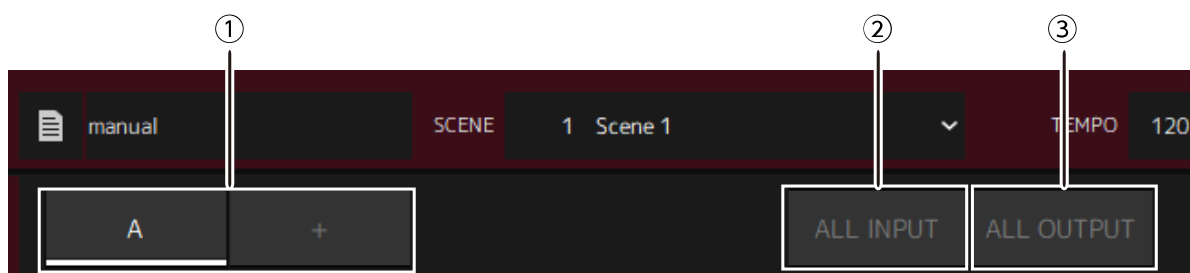 ① ② ③
manual SCENE 1 Scene 1 TEMPO 120
A + ALL INPUT ALL OUTPUT